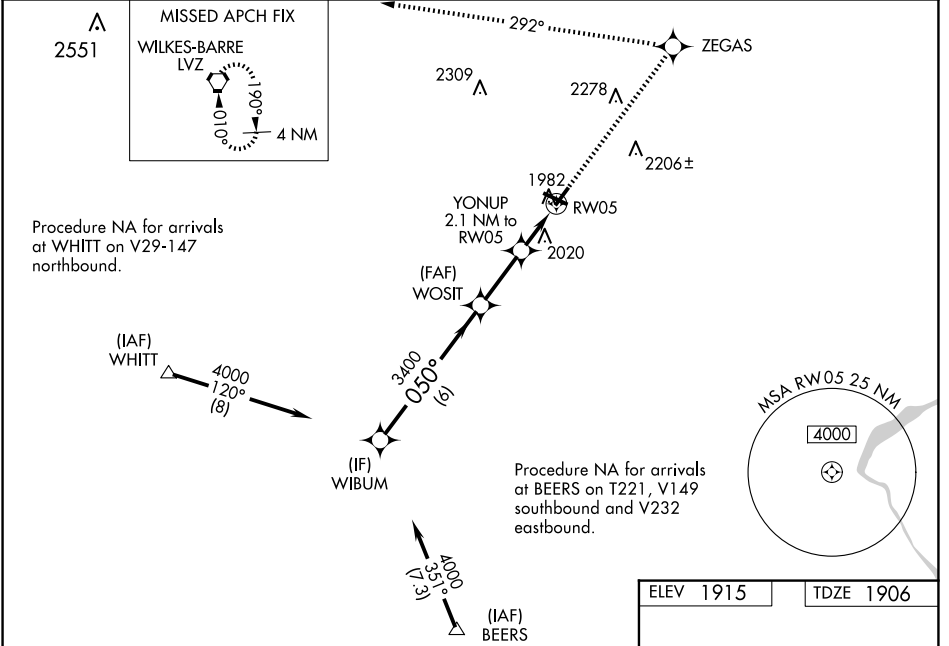 2551
MISSED APCH FIX
WILKES-BARRE
LVZ
190°
010°
4 NM
292°
ZEGAS
2309
2278
2206±
1982
RW05
YONUP
2.1 NM to
RW05
2020
Procedure NA for arrivals
at WHITT on V29-147
northbound.
(FAF)
WOSIT
(IAF)
WHITT
4000
120°
(8)
3400
050°
(6)
(IF)
WIBUM
MSA RW05 25 NM
4000
Procedure NA for arrivals
at BEERS on T221, V149
southbound and V232
eastbound.
4000
351°
(7.3)
(IAF)
BEERS
ELEV 1915
TDZE 1906